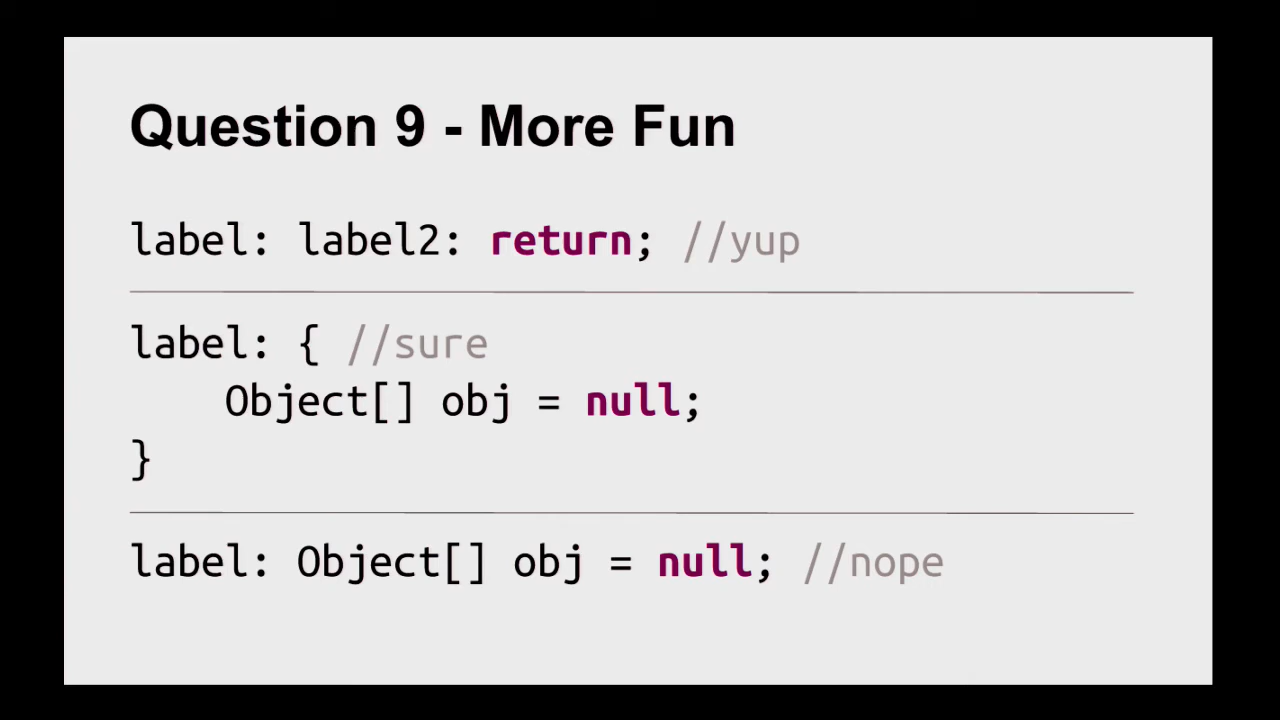 Question 9 - More Fun
label: label2: return; //yup
label: { //sure
Object[] obj = null;
}
label: Object[] obj = null; //nope